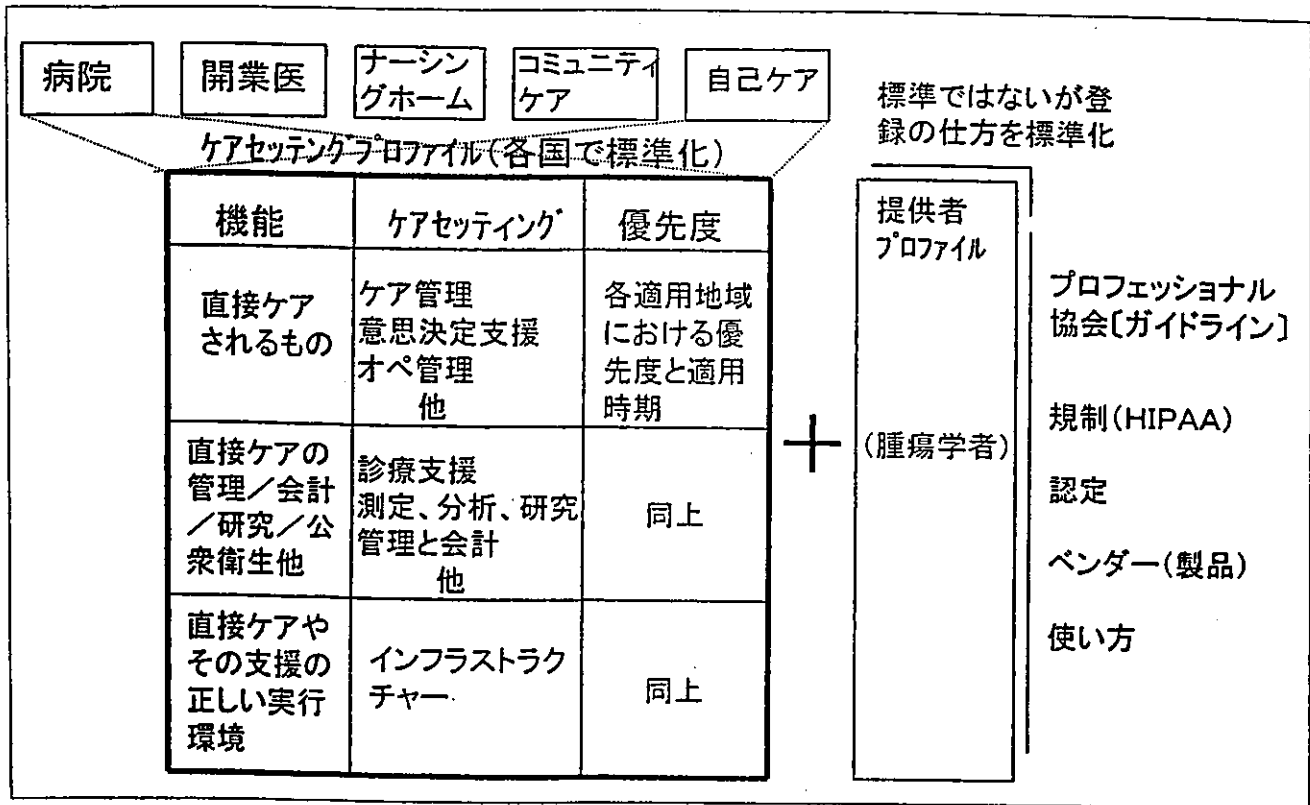 病院
開業医
ナーシン
グホーム
コミュニティ
ケア
自己ケア
標準ではないが登
録の仕方を標準化
ケアセッテングプロファイル(各国で標準化)
機能
ケアセッティング
優先度
直接ケア
されるもの
ケア管理
意思決定支援
オペ管理
他
各適用地域
における優
先度と適用
時期
直接ケアの
管理/会計
/研究/公
衆衛生他
診療支援
測定、分析、研究
管理と会計
他
同上
直接ケアや
その支援の
正しい実行
環境
インフラストラク
チャー
同上
+
提供者
プロファイル
(腫瘍学者)
プロフェッショナル
協会〔ガイドライン〕
規制(HIPAA)
認定
ベンダー(製品)
使い方